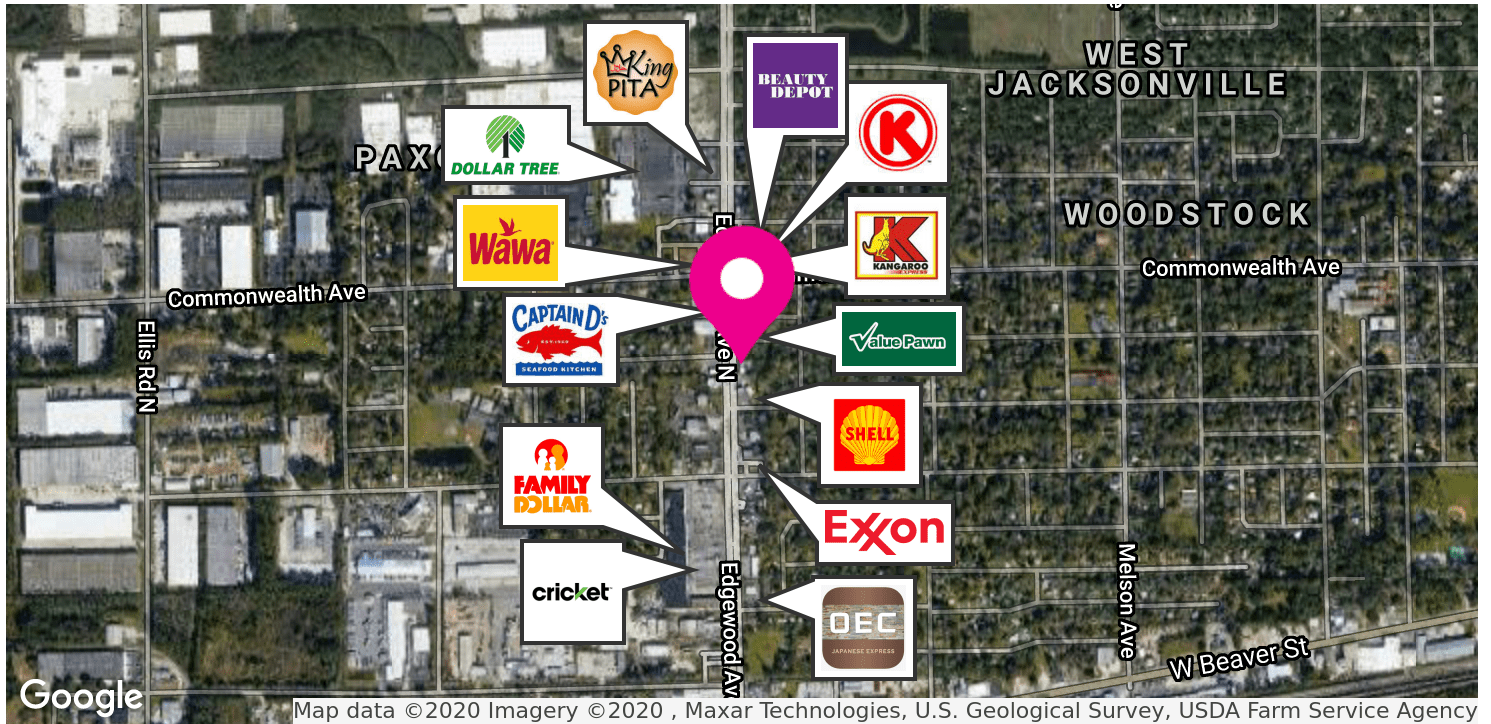 WEST
JACKSONVILLE
King
PITA
BEAUTY
DEPOT
K
DOLLAR TREE
PAXO
WOODSTOCK
Wawa
K
KANGAROO
EXPRESS
Commonwealth Ave
Commonwealth Ave
CAPTAIN D's
SEAFOOD KITCHEN
Value Pawn
Ave N
Ellis Rd N
SHELL
FAMILY
DOLLAR
Exxon
cricket
OEC
JAPANESE EXPRESS
Edgewood Av
Melson Ave
W Beaver St
Google
Map data ©2020 Imagery ©2020 , Maxar Technologies, U.S. Geological Survey, USDA Farm Service Agency